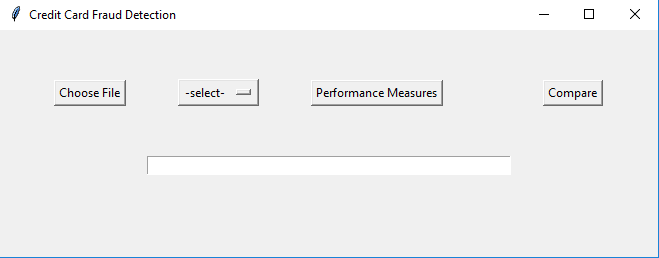 Credit Card Fraud Detection
Choose File -select- Performance Measures Compare